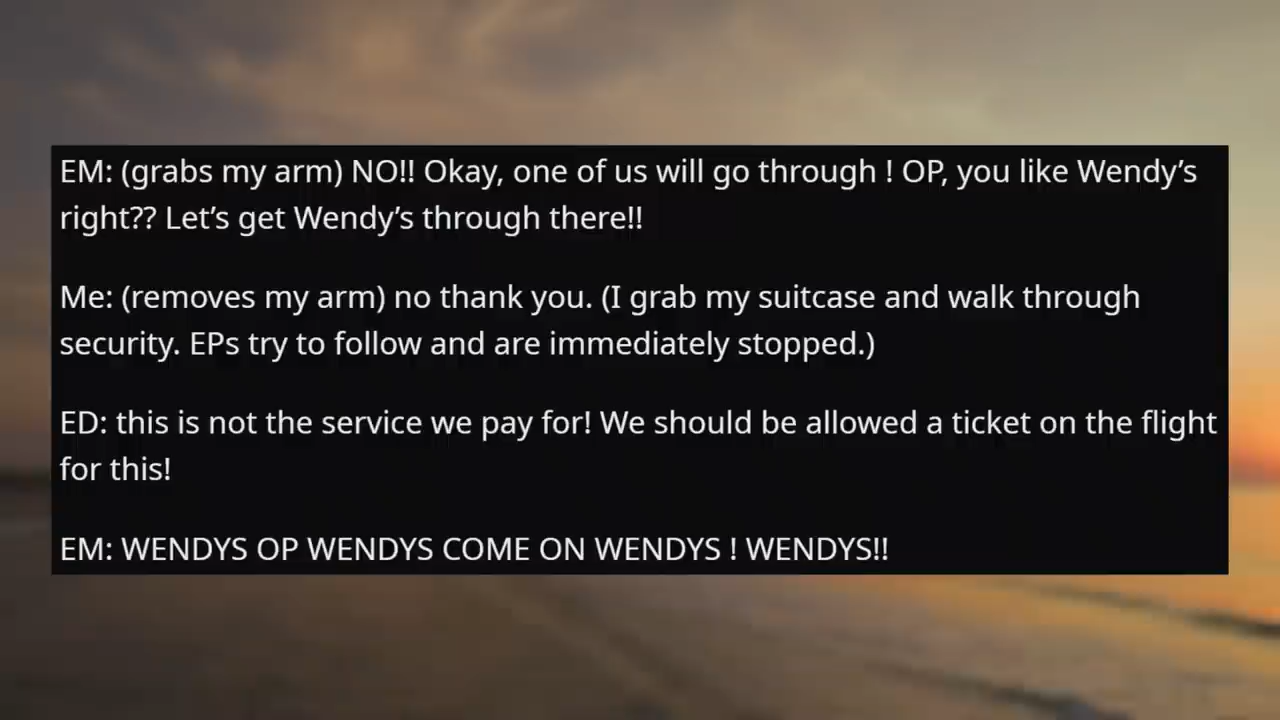 EM: (grabs my arm) NO!! Okay, one of us will go through ! OP, you like Wendy’s
right?? Let’s get Wendy’s through there!!
Me: (removes my arm) no thank you. (I grab my suitcase and walk through
security. EPs try to follow and are immediately stopped.)
ED: this is not the service we pay for! We should be allowed a ticket on the flight
for this!
EM: WENDYS OP WENDYS COME ON WENDYS ! WENDYS!!